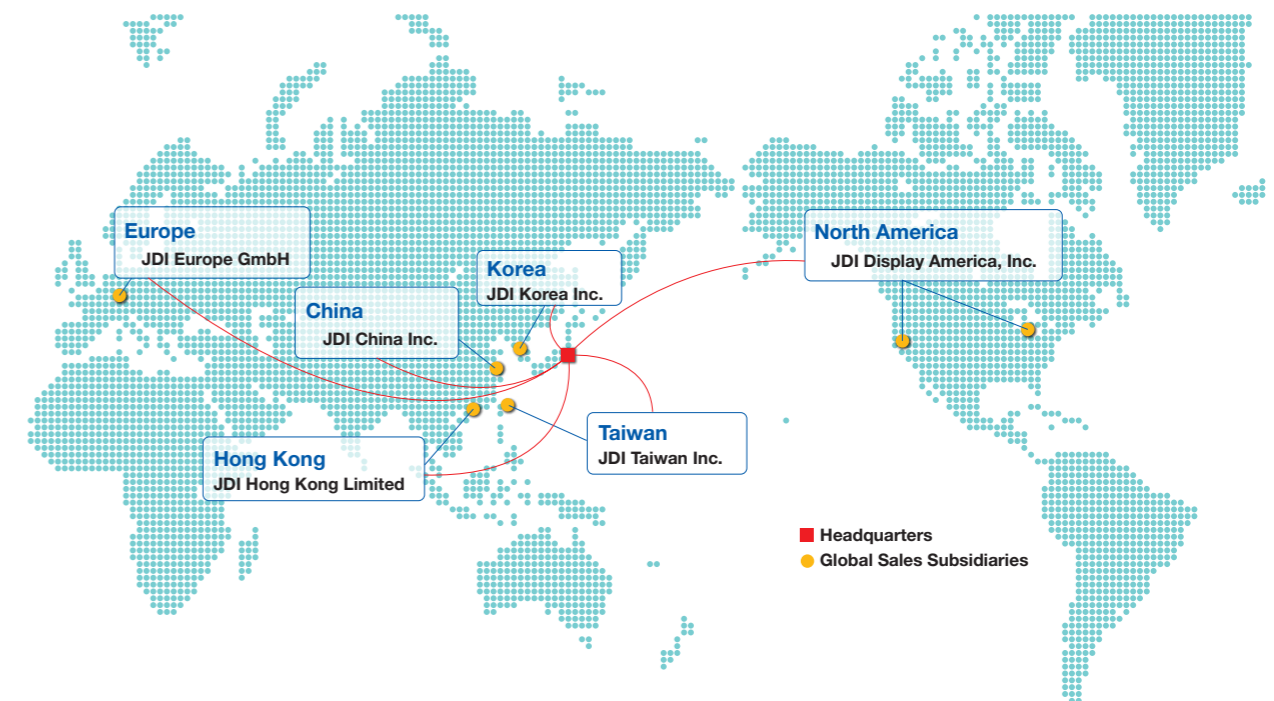 Europe
JDI Europe GmbH
North America
JDI Display America, Inc.
Korea
JDI Korea Inc.
China
JDI China Inc.
Taiwan
JDI Taiwan Inc.
Hong Kong
JDI Hong Kong Limited
Headquarters
Global Sales Subsidiaries